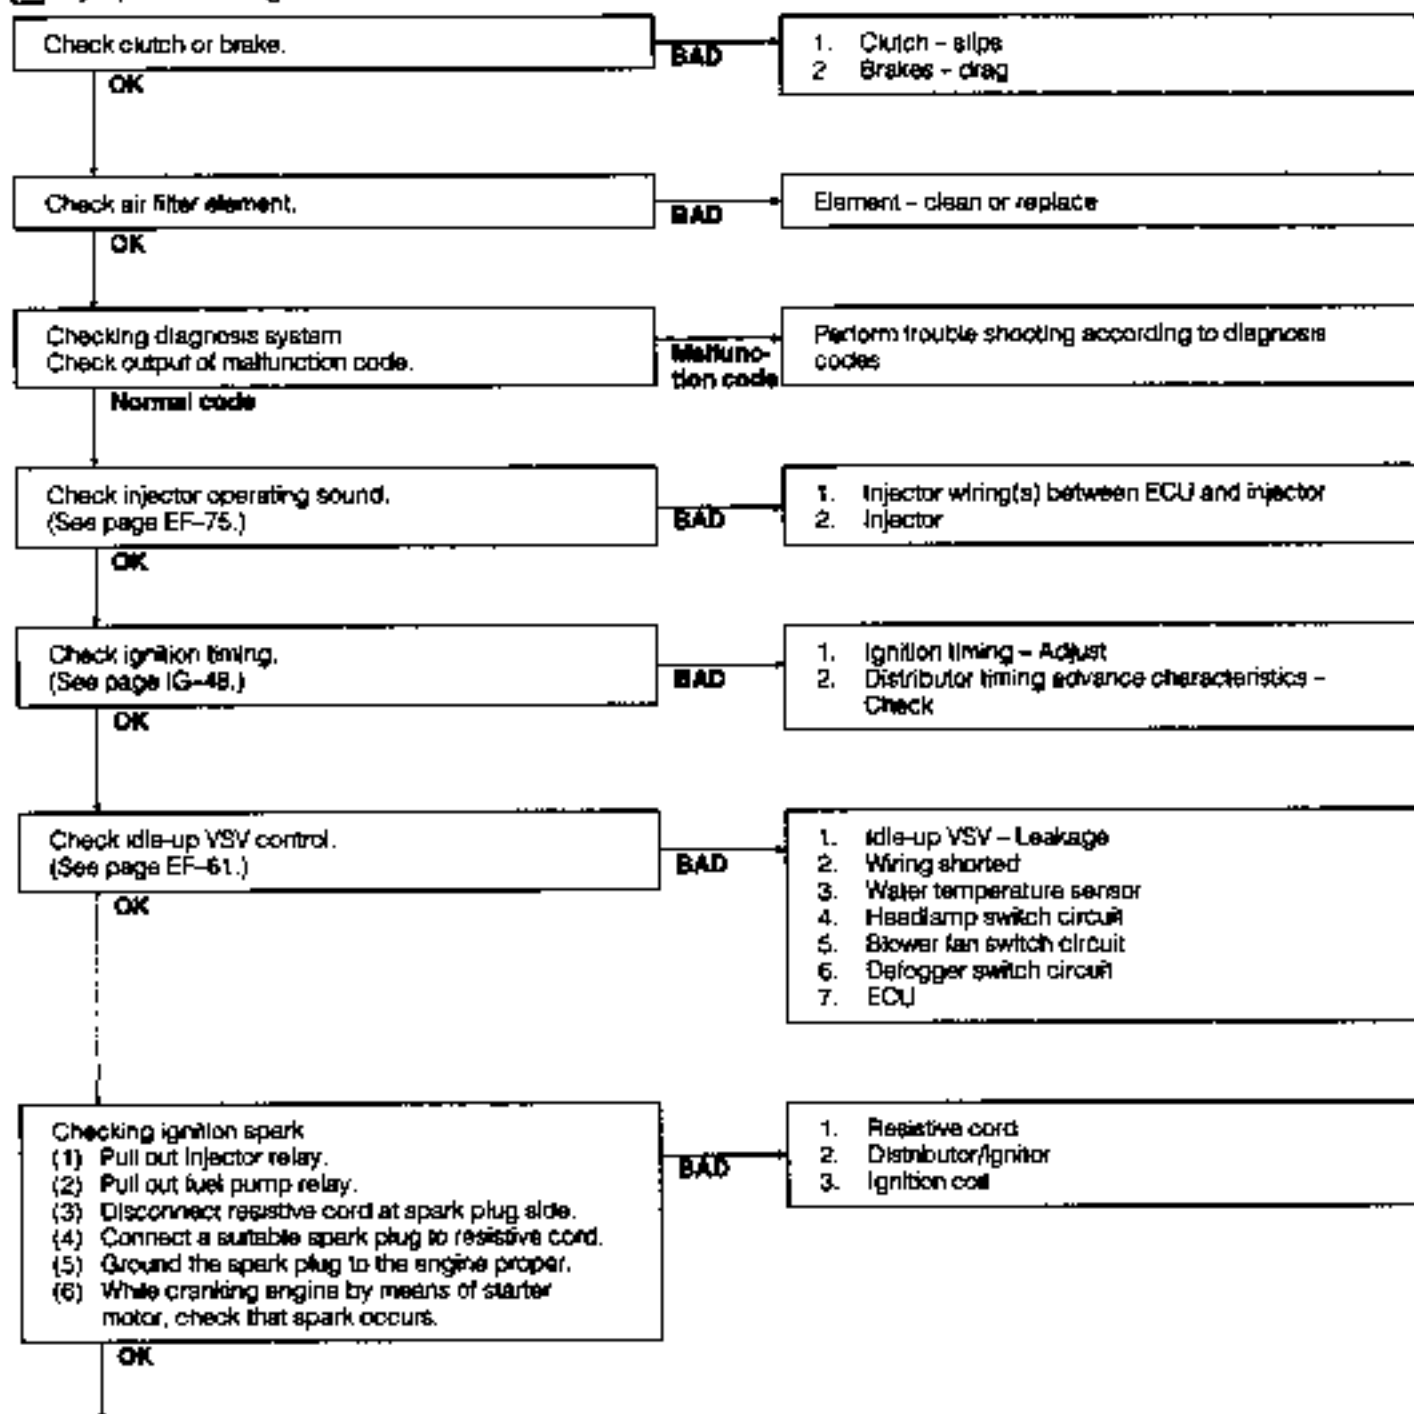 Check clutch or brake.
BAD
1. Clutch – slips
2 Brakes – drag
OK
Check air filter element.
BAD
Element – clean or replace
OK
Checking diagnosis system
Check output of malfunction code.
Malfunc-
tion code
Perform trouble shooting according to diagnosis
codes
Normal code
Check injector operating sound.
(See page EF–75.)
BAD
1. Injector wiring(s) between ECU and injector
2. Injector
OK
Check ignition timing.
(See page IG–48.)
BAD
1. Ignition timing – Adjust
2. Distributor timing advance characteristics –
Check
OK
Check idle-up VSV control.
(See page EF–61.)
BAD
1. Idle-up VSV – Leakage
2. Wiring shorted
3. Water temperature sensor
4. Headlamp switch circuit
5. Blower fan switch circuit
6. Defogger switch circuit
7. ECU
OK
Checking ignition spark
(1) Pull out Injector relay.
(2) Pull out fuel pump relay.
(3) Disconnect resistive cord at spark plug side.
(4) Connect a suitable spark plug to resistive cord.
(5) Ground the spark plug to the engine proper.
(6) While cranking engine by means of starter
motor, check that spark occurs.
BAD
1. Resistive cord
2. Distributor/Ignitor
3. Ignition coil
OK